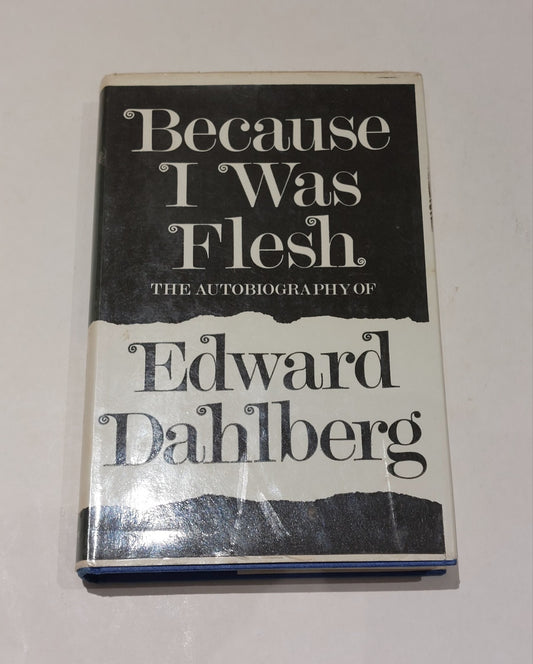 Because
I Was
Flesh
THE AUTOBIOGRAPHY OF
Edward
Dahlberg